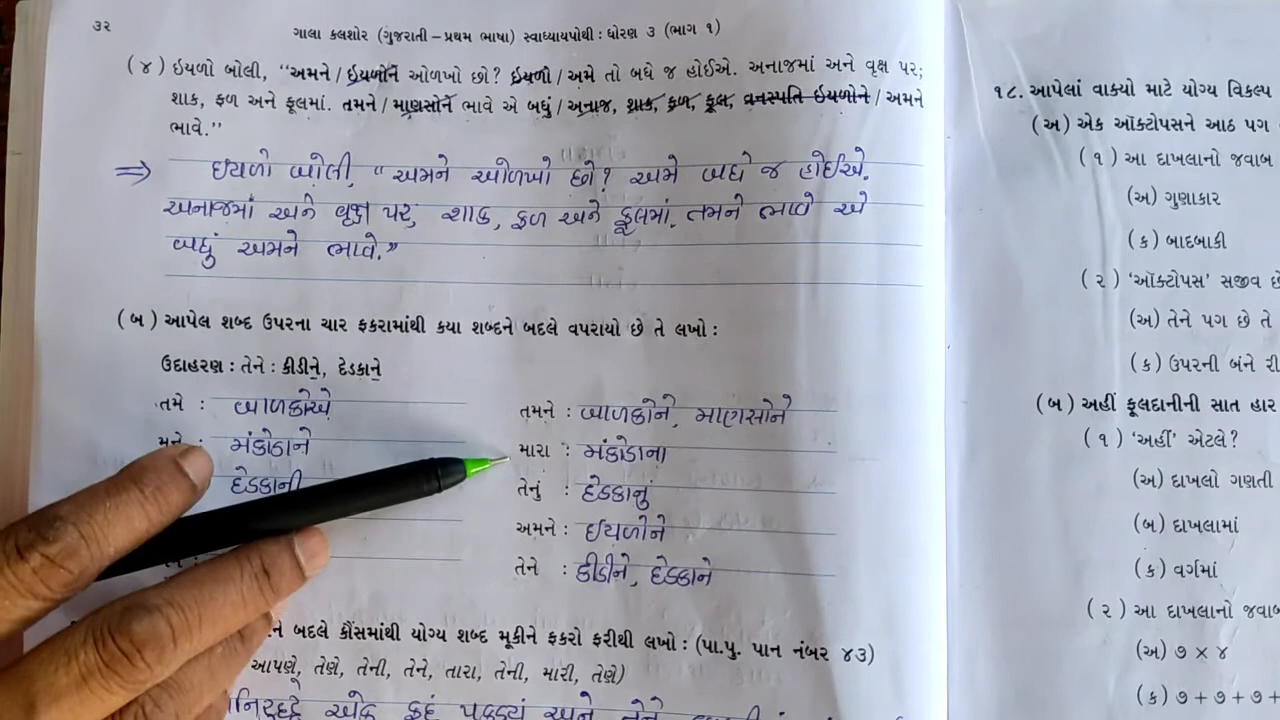 ૩૨
ગાલા કલશોર (ગુજરાતી – પ્રથમ ભાષા) સ્વાધ્યાયપોથી : ધોરણ ૩ (ભાગ ૧)
(૪) ઇયળો બોલી, “અમને / ઇયળોને ઓળખો છો? ઇયળો / અમે તો બધે જ હોઈએ. અનાજમાં અને વૃક્ષ પર;
શાક, ફળ અને ફૂલમાં. તમને / માણસોને ભાવે એ બધું / અનાજ, શાક, ફળ, ફૂલ, વનસ્પતિ ઇયળોને / અમને
ભાવે.”
⇒ ઇયળો બોલી, “અમને ઓળખો છો? અમે બધે જ હોઈએ.
અનાજમાં અને વૃક્ષ પર; શાક, ફળ અને ફૂલમાં. તમને ભાવે એ
બધું અમને ભાવે.”
(બ) આપેલ શબ્દ ઉપરના ચાર ફકરામાંથી કયા શબ્દને બદલે વપરાયો છે તે લખો :
ઉદાહરણ : તેને : કીડીને, દેડકાને
તમે : બાળકોએ
તમને : બાળકોને, માણસોને
મને : મંકોડાને
મારા : મંકોડાના
દેડકાની
તેનું : દેડકાનું
અમને : ઈયળોને
તેને : કીડીને, દેડકાને
ને બદલે કૌંસમાંથી યોગ્ય શબ્દ મૂકીને ફકરો ફરીથી લખો : (પા.પુ. પાન નંબર ૪૩)
આપણે, તેણે, તેની, તેને, તારા, તેની, મારી, તેણે)
૧૮. આપેલાં વાક્યો માટે યોગ્ય વિકલ્પ
(અ) એક ઑક્ટોપસને આઠ પગ
(૧) આ દાખલાનો જવાબ
(અ) ગુણાકાર
(ક) બાદબાકી
(૨) ‘ઑક્ટોપસ’ સજીવ છે
(અ) તેને પગ છે તે
(ક) ઉપરની બંને રી
(બ) અહીં ફૂલદાનીની સાત હાર
(૧) ‘અહીં’ એટલે?
(અ) દાખલો ગણતી
(બ) દાખલામાં
(ક) વર્ગમાં
(૨) આ દાખલાનો જવાબ
(અ) ૭ × ૪
(ક) ૭ + ૭ + ૭ +